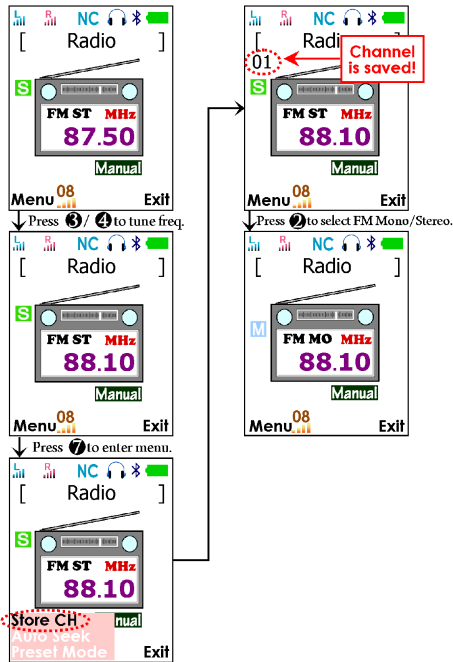 L R NC
[ Radio ]
S
FM ST MHz
87.50
Manual
08
Menu Exit
Press ❸/ ❹ to tune freq.
L R NC
[ Radio ]
S
FM ST MHz
88.10
Manual
08
Menu Exit
Press ❼ to enter menu.
L R NC
[ Radio ]
S
FM ST MHz
88.10
Store CH nual
Auto Seek
Preset Mode Exit
L R NC
[ Radi
01
Channel
is saved!
S
FM ST MHz
88.10
Manual
08
Menu Exit
Press ❷ to select FM Mono/Stereo.
L R NC
[ Radio ]
M
FM MO MHz
88.10
Manual
08
Menu Exit